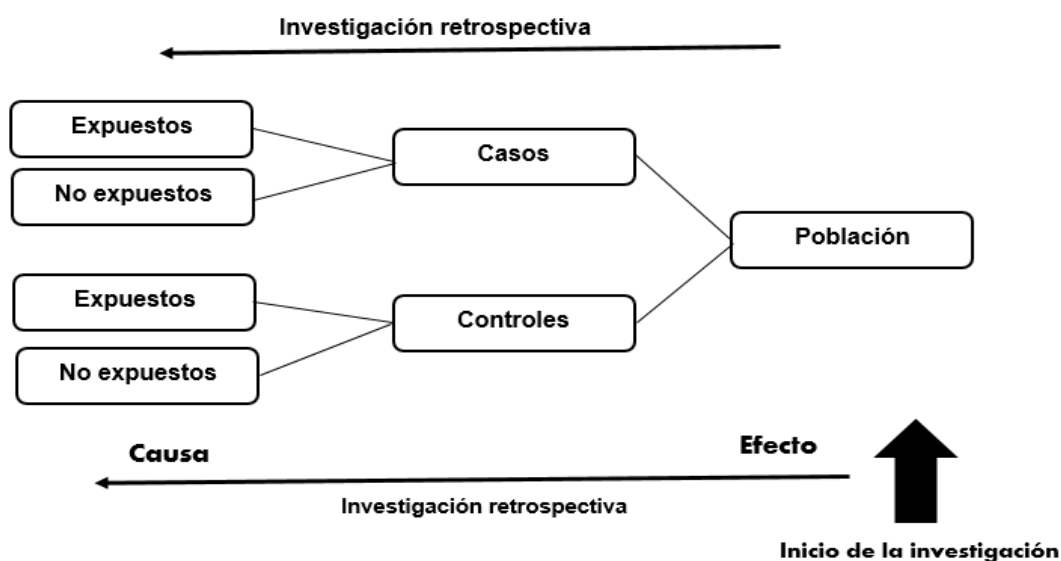 Investigación retrospectiva
Expuestos
Casos
No expuestos
Población
Expuestos
Controles
No expuestos
Causa
Efecto
Investigación retrospectiva
Inicio de la investigación